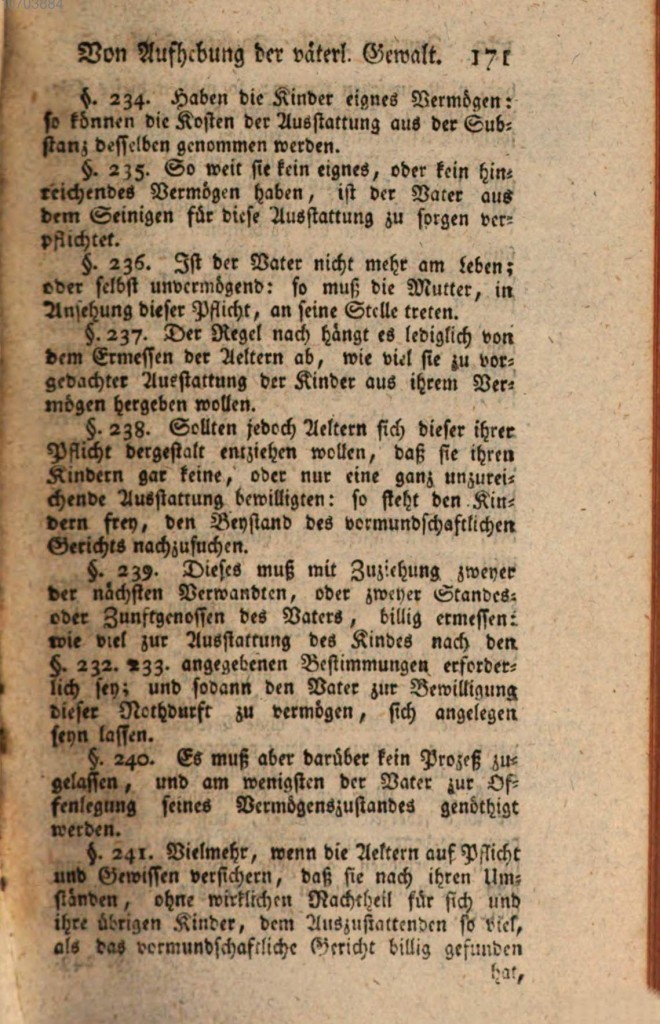 10703884
Von Aufhebung der väterl. Gewalt. 171
§. 234. Haben die Kinder eignes Vermögen:
so können die Kosten der Ausstattung aus der Sub-
stanz desselben genommen werden.
§. 235. So weit sie kein eignes, oder kein hin-
reichendes Vermögen haben, ist der Vater aus
dem Seinigen für diese Ausstattung zu sorgen ver-
pflichtet.
§. 236. Ist der Vater nicht mehr am Leben;
oder selbst unvermögend: so muß die Mutter, in
Ansehung dieser Pflicht, an seine Stelle treten.
§. 237. Der Regel nach hängt es lediglich von
dem Ermessen der Aeltern ab, wie viel sie zu vor-
gedachter Ausstattung der Kinder aus ihrem Ver-
mögen hergeben wollen.
§. 238. Sollten jedoch Aeltern sich dieser ihrer
Pflicht dergestalt entziehen wollen, daß sie ihren
Kindern gar keine, oder nur eine ganz unzurei-
chende Ausstattung bewilligten: so steht den Kin-
dern frey, den Beystand des vormundschaftlichen
Gerichts nachzusuchen.
§. 239. Dieses muß mit Zuziehung zweyer
der nächsten Verwandten, oder zweyer Standes-
oder Zunftgenossen des Vaters, billig ermessen:
wie viel zur Ausstattung des Kindes nach den
§. 232. 233. angegebenen Bestimmungen erforder-
lich sey; und sodann den Vater zur Bewilligung
dieser Nothdurft zu vermögen, sich angelegen
seyn lassen.
§. 240. Es muß aber darüber kein Prozeß zu-
gelassen, und am wenigsten der Vater zur Of-
fenlegung seines Vermögenszustandes genöthigt
werden.
§. 241. Vielmehr, wenn die Aeltern auf Pflicht
und Gewissen versichern, daß sie nach ihren Um-
ständen, ohne wirklichen Nachtheil für sich und
ihre übrigen Kinder, dem Auszustattenden so viel,
als das vormundschaftliche Gericht billig gefunden
hat,